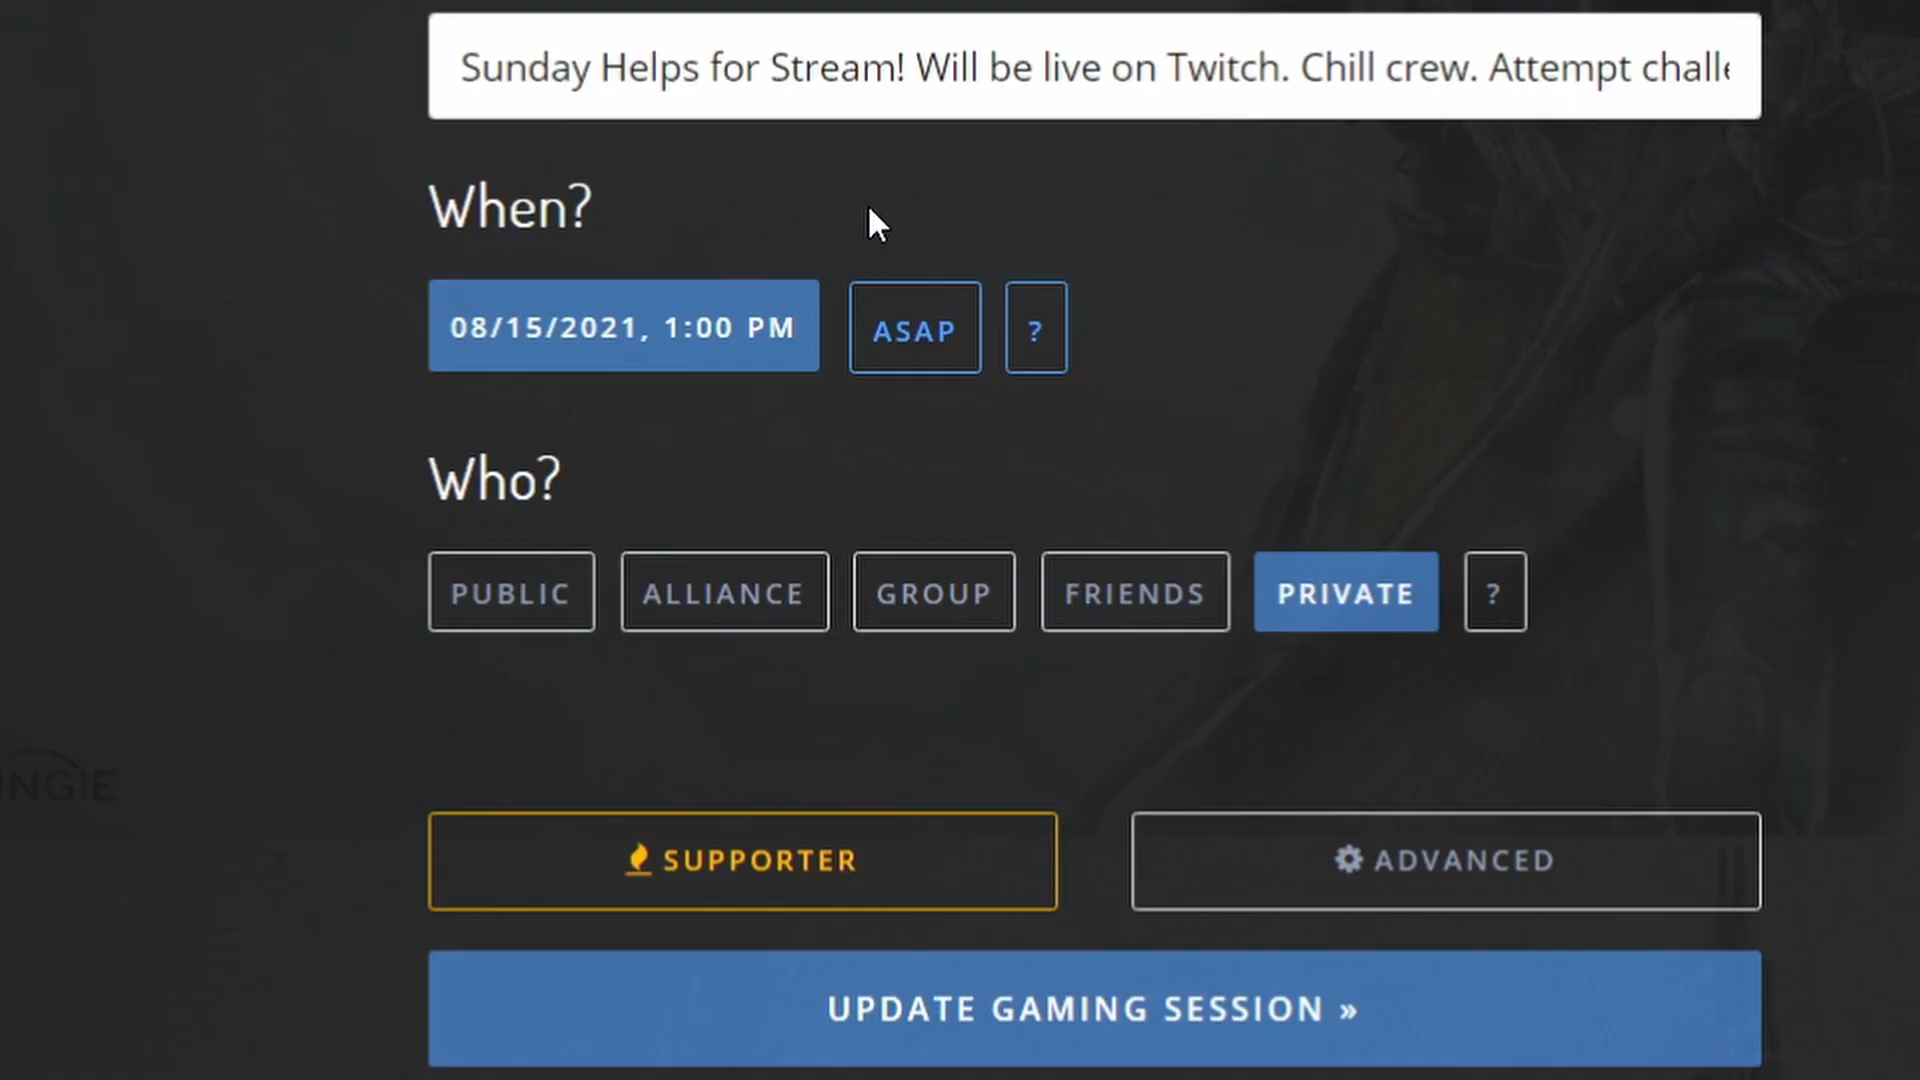 Sunday Helps for Stream! Will be live on Twitch. Chill crew. Attempt
When?
08/15/2021, 1:00 PM
ASAP
?
Who?
PUBLIC
ALLIANCE
GROUP
FRIENDS
PRIVATE
?
SUPPORTER
ADVANCED
UPDATE GAMING SESSION »